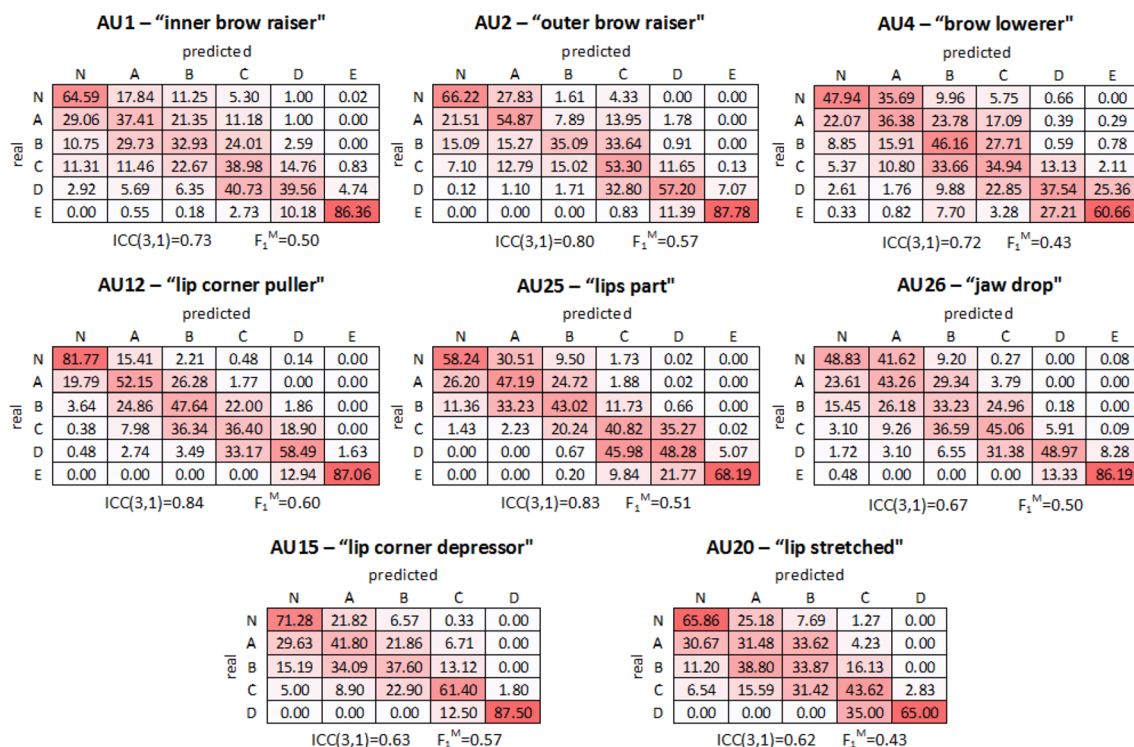 AU1 – “inner brow raiser"
predicted
N A B C D E
real
N 64.59 17.84 11.25 5.30 1.00 0.02
A 29.06 37.41 21.35 11.18 1.00 0.00
B 10.75 29.73 32.93 24.01 2.59 0.00
C 11.31 11.46 22.67 38.98 14.76 0.83
D 2.92 5.69 6.35 40.73 39.56 4.74
E 0.00 0.55 0.18 2.73 10.18 86.36
ICC(3,1)=0.73 F₁ᴹ=0.50
AU2 – “outer brow raiser"
predicted
N A B C D E
real
N 66.22 27.83 1.61 4.33 0.00 0.00
A 21.51 54.87 7.89 13.95 1.78 0.00
B 15.09 15.27 35.09 33.64 0.91 0.00
C 7.10 12.79 15.02 53.30 11.65 0.13
D 0.12 1.10 1.71 32.80 57.20 7.07
E 0.00 0.00 0.00 0.83 11.39 87.78
ICC(3,1)=0.80 F₁ᴹ=0.57
AU4 – “brow lowerer"
predicted
N A B C D E
real
N 47.94 35.69 9.96 5.75 0.66 0.00
A 22.07 36.38 23.78 17.09 0.39 0.29
B 8.85 15.91 46.16 27.71 0.59 0.78
C 5.37 10.80 33.66 34.94 13.13 2.11
D 2.61 1.76 9.88 22.85 37.54 25.36
E 0.33 0.82 7.70 3.28 27.21 60.66
ICC(3,1)=0.72 F₁ᴹ=0.43
AU12 – “lip corner puller"
predicted
N A B C D E
real
N 81.77 15.41 2.21 0.48 0.14 0.00
A 19.79 52.15 26.28 1.77 0.00 0.00
B 3.64 24.86 47.64 22.00 1.86 0.00
C 0.38 7.98 36.34 36.40 18.90 0.00
D 0.48 2.74 3.49 33.17 58.49 1.63
E 0.00 0.00 0.00 0.00 12.94 87.06
ICC(3,1)=0.84 F₁ᴹ=0.60
AU25 – “lips part"
predicted
N A B C D E
real
N 58.24 30.51 9.50 1.73 0.02 0.00
A 26.20 47.19 24.72 1.88 0.02 0.00
B 11.36 33.23 43.02 11.73 0.66 0.00
C 1.43 2.23 20.24 40.82 35.27 0.02
D 0.00 0.00 0.67 45.98 48.28 5.07
E 0.00 0.00 0.20 9.84 21.77 68.19
ICC(3,1)=0.83 F₁ᴹ=0.51
AU26 – “jaw drop"
predicted
N A B C D E
real
N 48.83 41.62 9.20 0.27 0.00 0.08
A 23.61 43.26 29.34 3.79 0.00 0.00
B 15.45 26.18 33.23 24.96 0.18 0.00
C 3.10 9.26 36.59 45.06 5.91 0.09
D 1.72 3.10 6.55 31.38 48.97 8.28
E 0.48 0.00 0.00 0.00 13.33 86.19
ICC(3,1)=0.67 F₁ᴹ=0.50
AU15 – “lip corner depressor"
predicted
N A B C D
real
N 71.28 21.82 6.57 0.33 0.00
A 29.63 41.80 21.86 6.71 0.00
B 15.19 34.09 37.60 13.12 0.00
C 5.00 8.90 22.90 61.40 1.80
D 0.00 0.00 0.00 12.50 87.50
ICC(3,1)=0.63 F₁ᴹ=0.57
AU20 – “lip stretched"
predicted
N A B C D
real
N 65.86 25.18 7.69 1.27 0.00
A 30.67 31.48 33.62 4.23 0.00
B 11.20 38.80 33.87 16.13 0.00
C 6.54 15.59 31.42 43.62 2.83
D 0.00 0.00 0.00 35.00 65.00
ICC(3,1)=0.62 F₁ᴹ=0.43